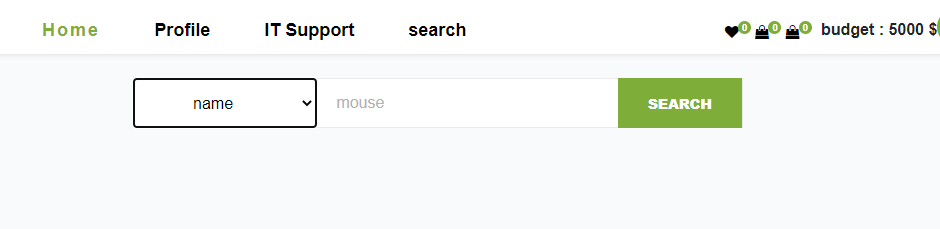 Home Profile IT Support search 0 0 0 budget : 5000 $
name mouse SEARCH